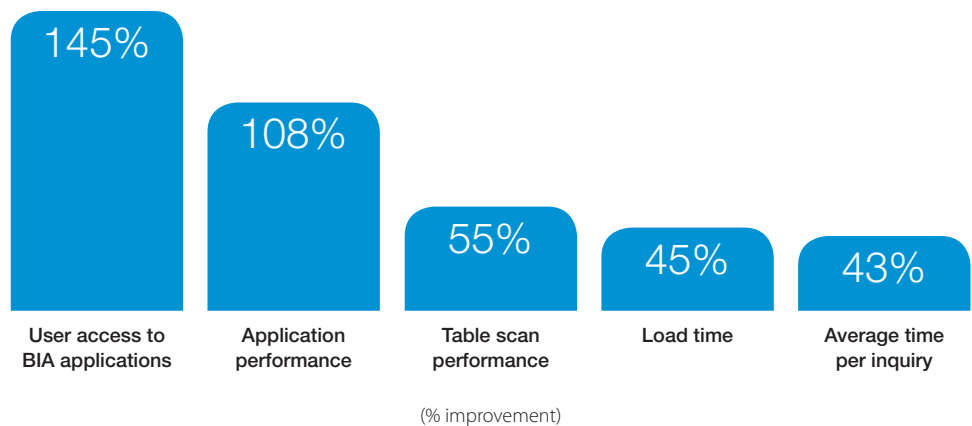 145%
108%
55%
45%
43%
User access to
BIA applications
Application
performance
Table scan
performance
Load time
Average time
per inquiry
(% improvement)